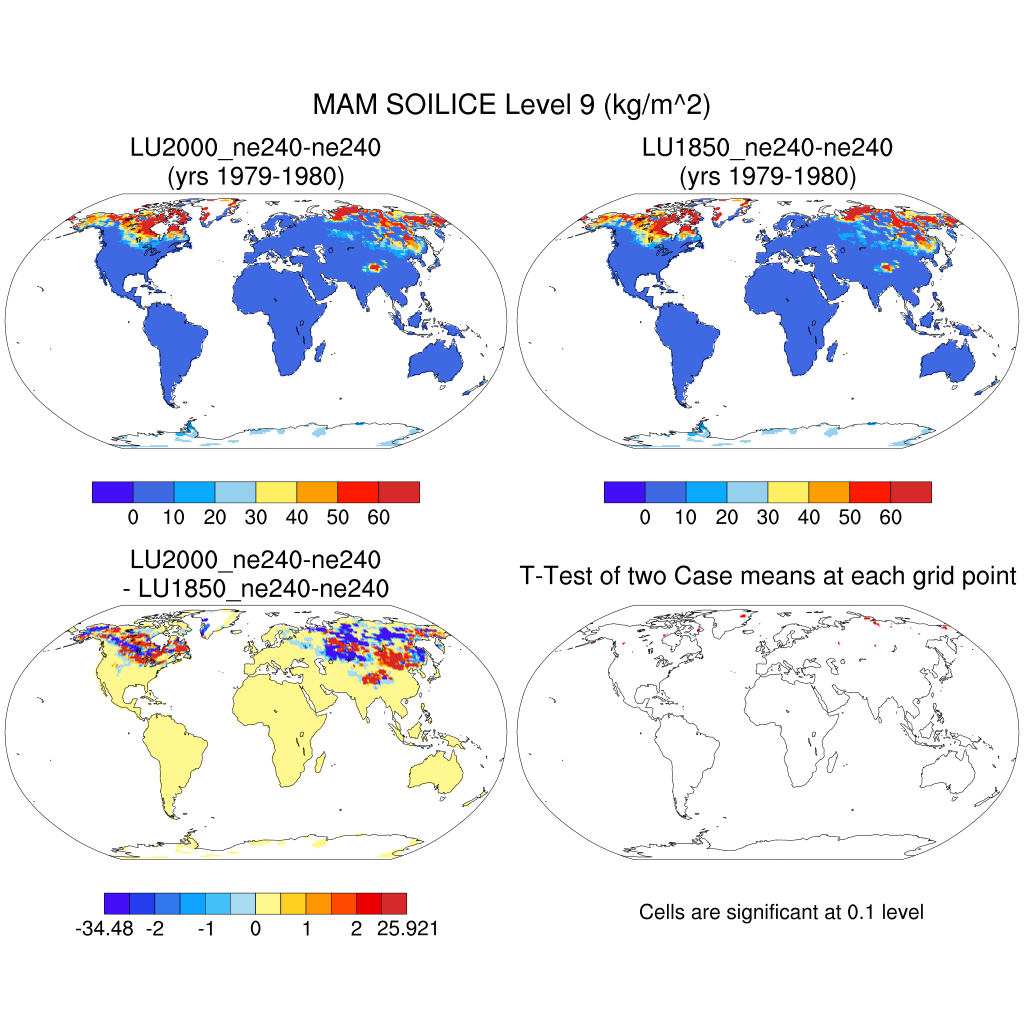 MAM SOILICE Level 9 (kg/m^2)
LU2000_ne240-ne240
(yrs 1979-1980)
LU1850_ne240-ne240
(yrs 1979-1980)
0 10 20 30 40 50 60
0 10 20 30 40 50 60
LU2000_ne240-ne240
- LU1850_ne240-ne240
T-Test of two Case means at each grid point
-34.48 -2 -1 0 1 2 25.921
Cells are significant at 0.1 level